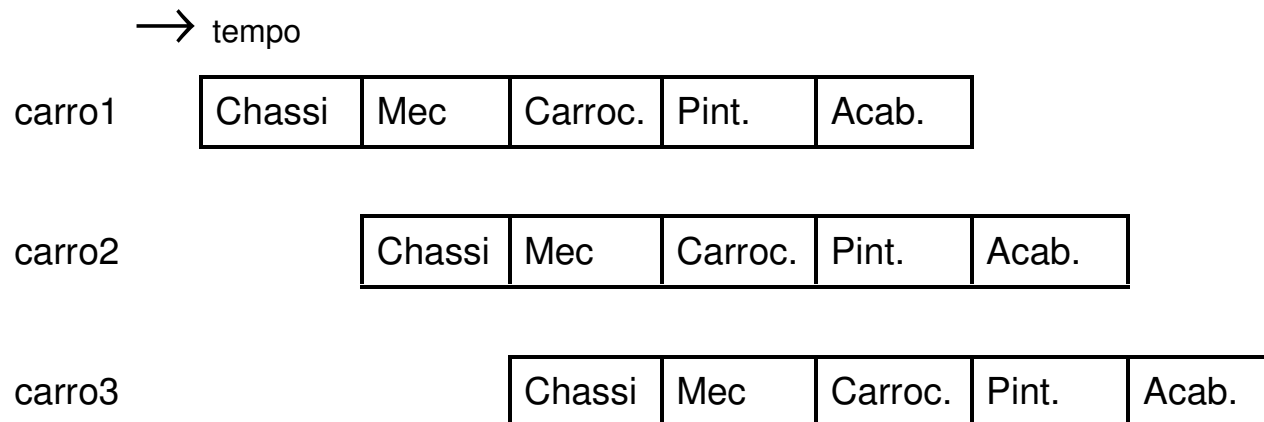 tempo
carro1 Chassi Mec Carroc. Pint. Acab.
carro2 Chassi Mec Carroc. Pint. Acab.
carro3 Chassi Mec Carroc. Pint. Acab.